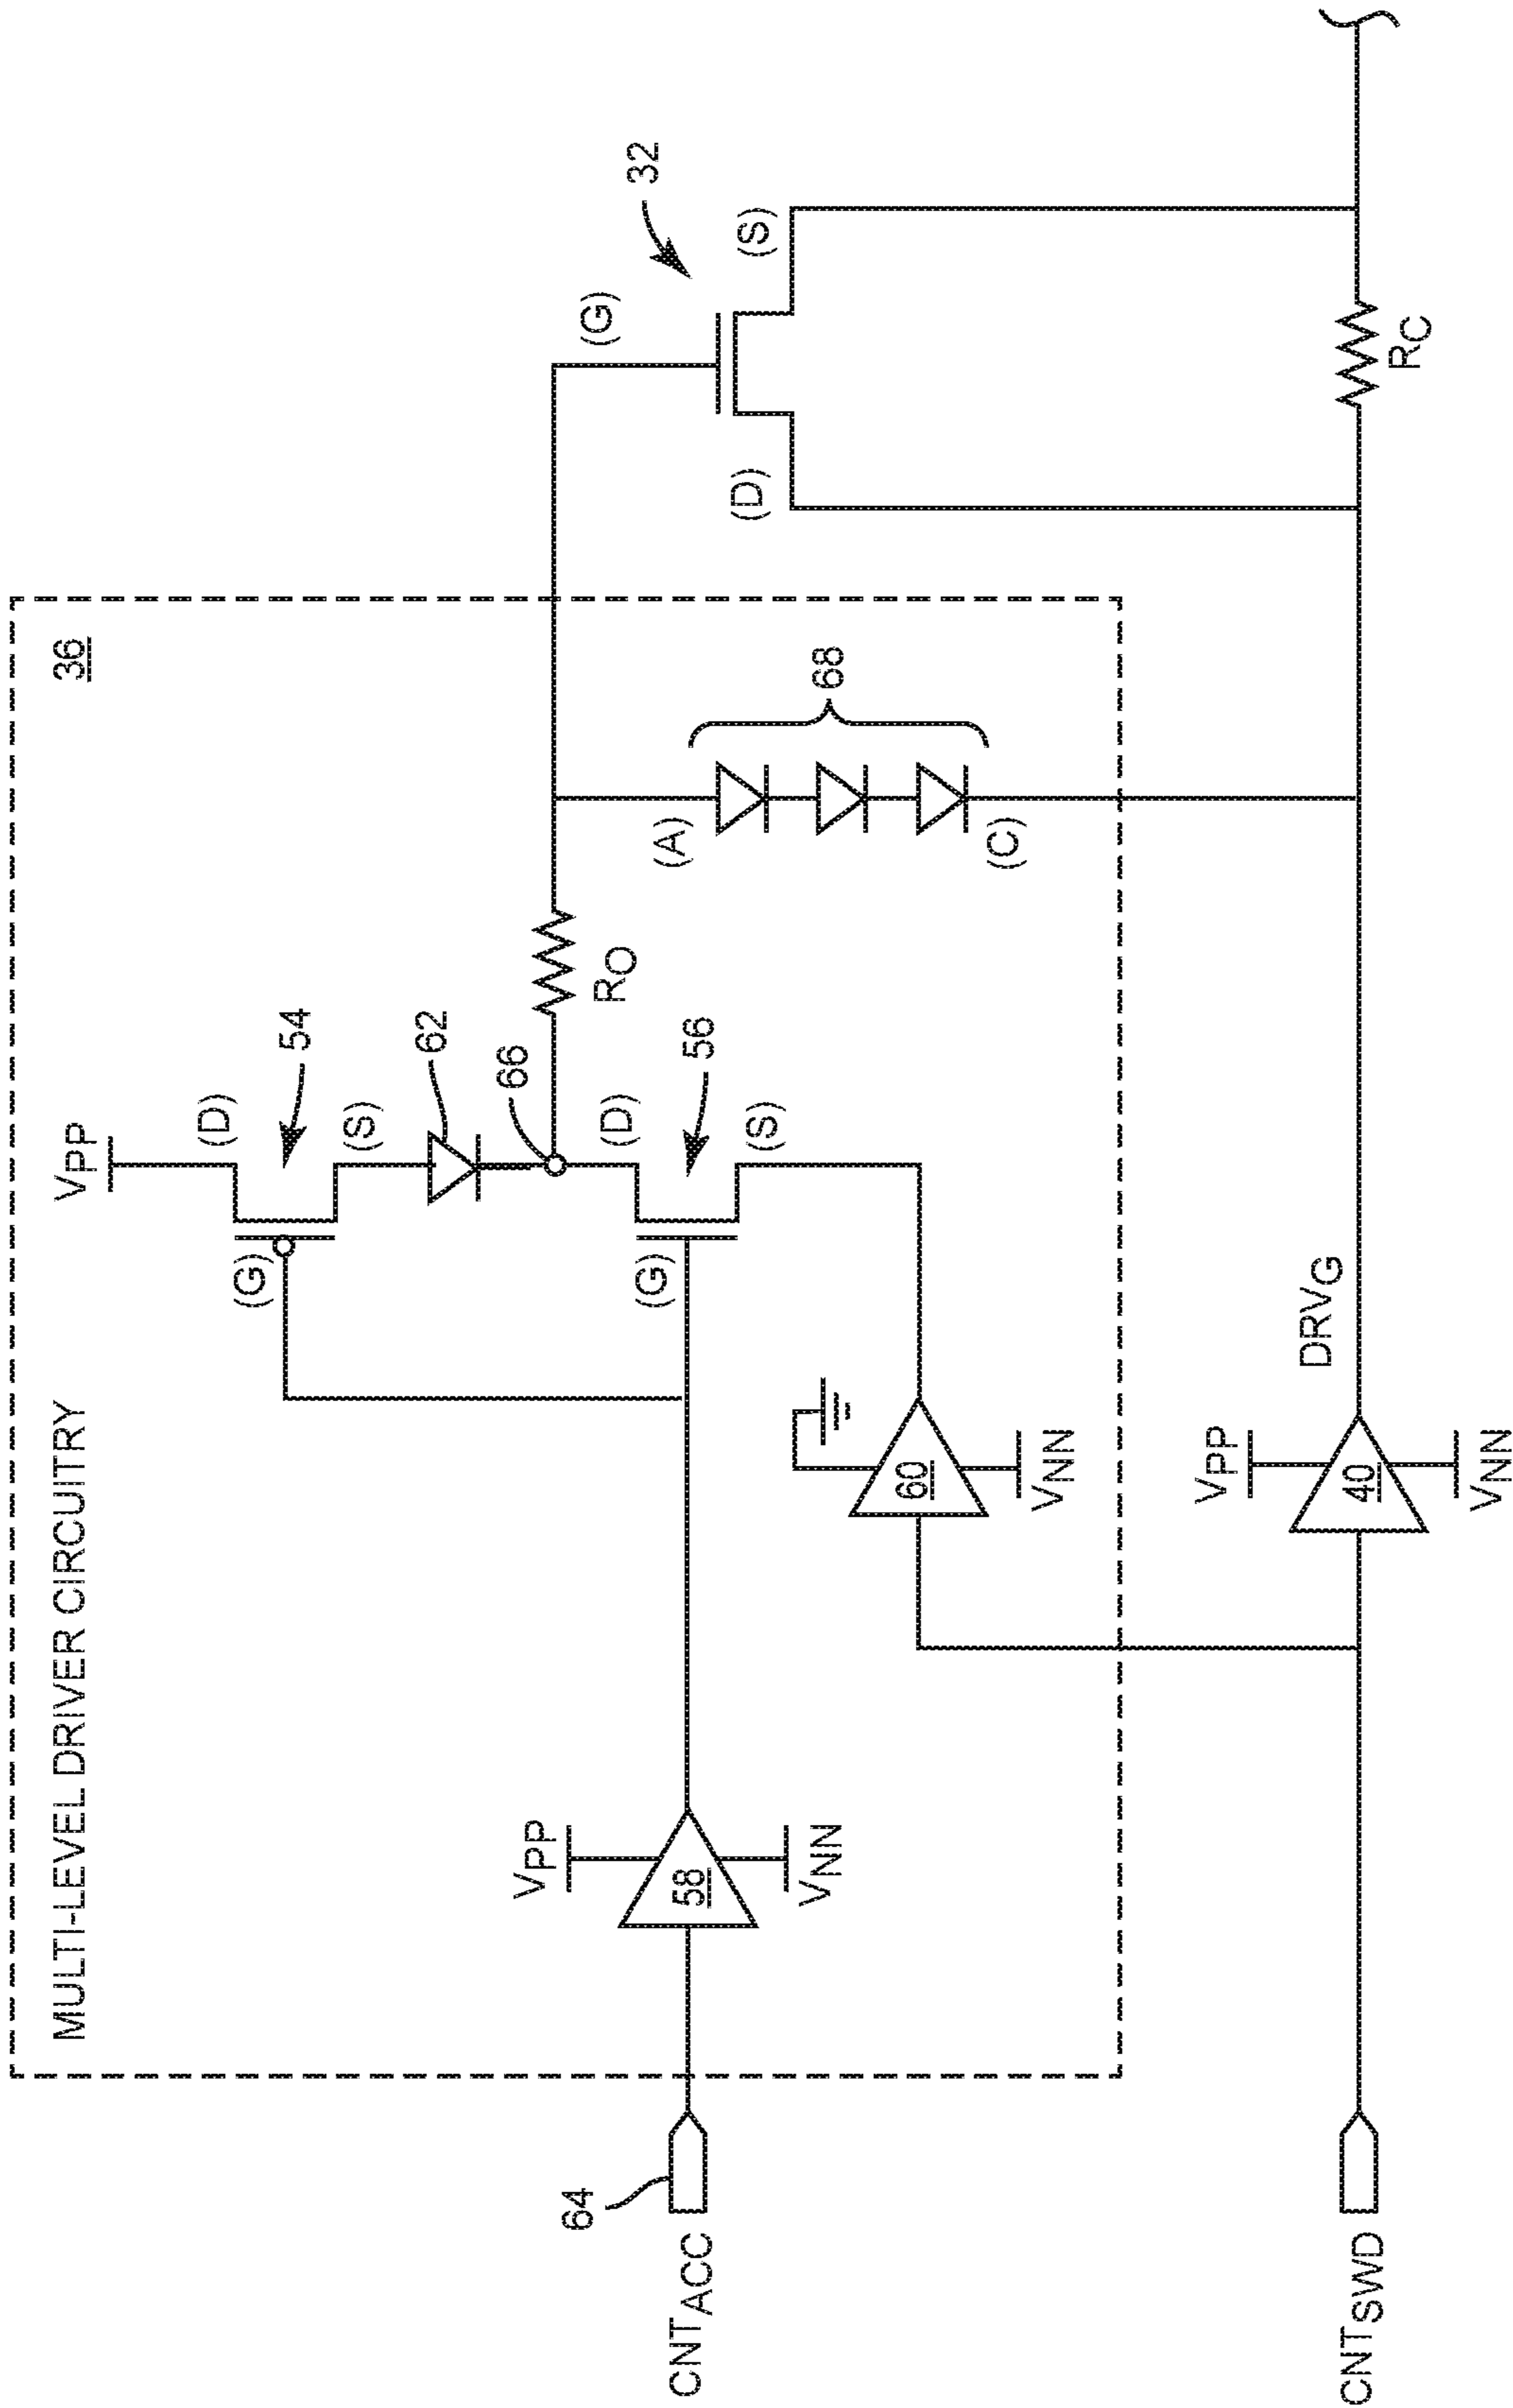 MULTI-LEVEL DRIVER CIRCUITRY
36
VPP
(D)
54
(G)
(S)
62
66
RO
(D)
56
(G)
(S)
(A)
68
(C)
(G)
32
(D)
(S)
64
CNTACC
VPP
58
VNN
60
VNN
CNTSWD
VPP
40
VNN
DRVG
RC